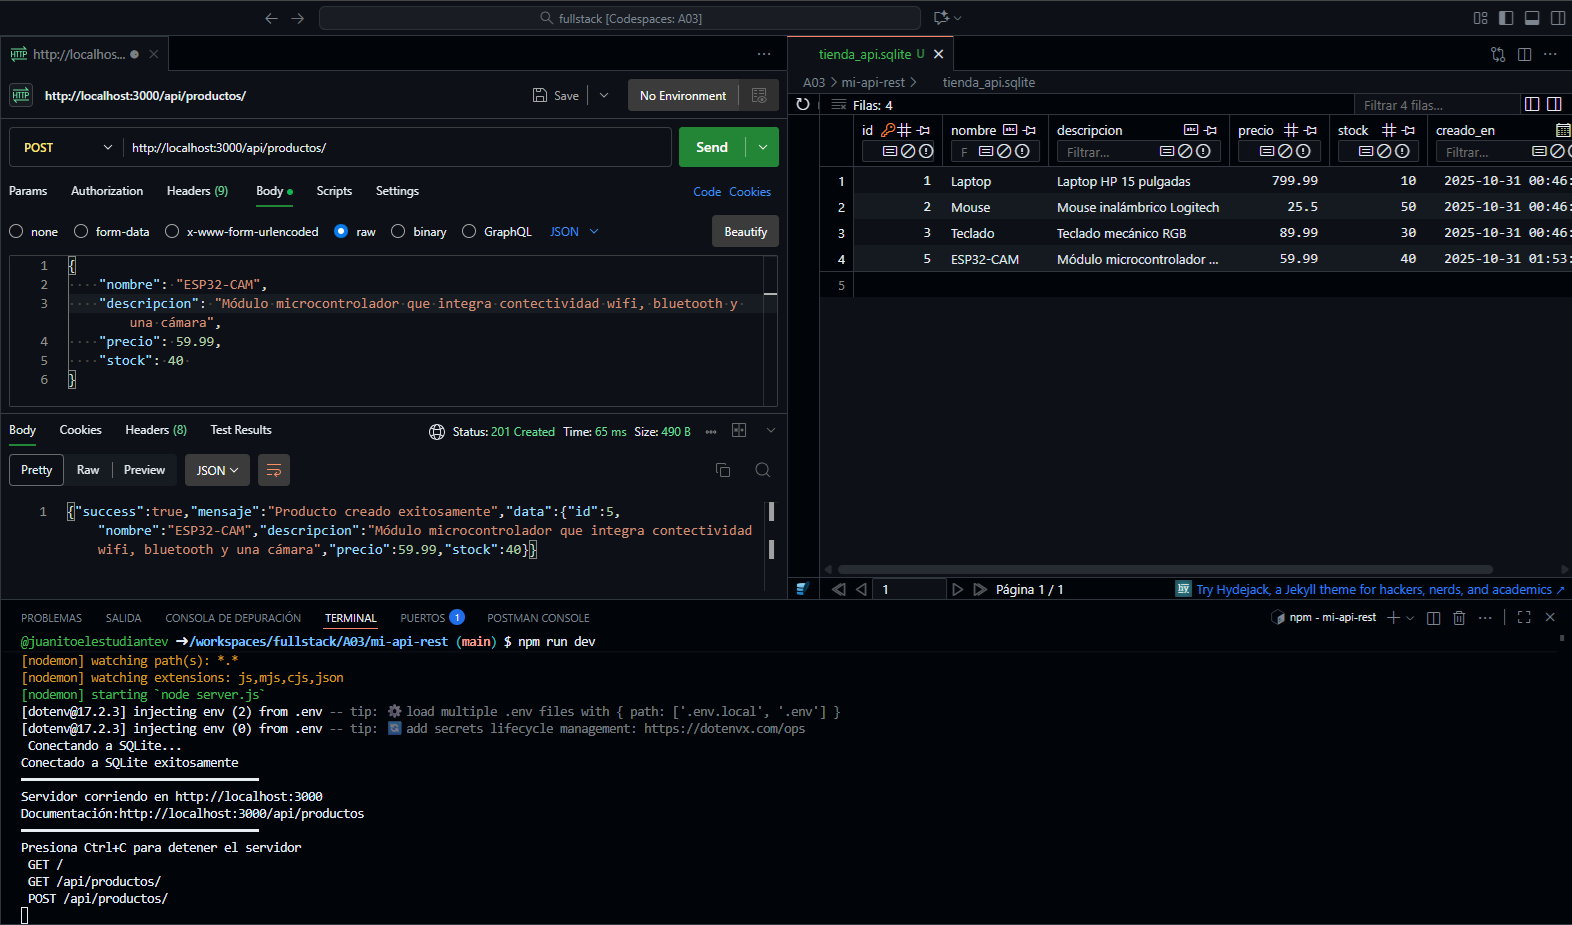 fullstack [Codespaces: A03]
http://localhos...
http://localhost:3000/api/productos/
Save
No Environment
POST
http://localhost:3000/api/productos/
Send
Params Authorization Headers (9) Body Scripts Settings Code Cookies
none form-data x-www-form-urlencoded raw binary GraphQL JSON Beautify
1 {
2 "nombre": "ESP32-CAM",
3 "descripcion": "Módulo microcontrolador que integra contectividad wifi, bluetooth y
una cámara",
4 "precio": 59.99,
5 "stock": 40
6 }
Body Cookies Headers (8) Test Results Status: 201 Created Time: 65 ms Size: 490 B
Pretty Raw Preview JSON
1 {"success":true,"mensaje":"Producto creado exitosamente","data":{"id":5,
"nombre":"ESP32-CAM","descripcion":"Módulo microcontrolador que integra contectividad
wifi, bluetooth y una cámara","precio":59.99,"stock":40}}
tienda_api.sqlite U
A03 > mi-api-rest > tienda_api.sqlite
Filas: 4 Filtrar 4 filas...
id nombre descripcion precio stock creado_en
F Filtrar... Filtrar...
1 1 Laptop Laptop HP 15 pulgadas 799.99 10 2025-10-31 00:46:
2 2 Mouse Mouse inalámbrico Logitech 25.5 50 2025-10-31 00:46:
3 3 Teclado Teclado mecánico RGB 89.99 30 2025-10-31 00:46:
4 5 ESP32-CAM Módulo microcontrolador ... 59.99 40 2025-10-31 01:53:
5
1 Página 1 / 1 Try Hydejack, a Jekyll theme for hackers, nerds, and academics ↗
PROBLEMAS SALIDA CONSOLA DE DEPURACIÓN TERMINAL PUERTOS 1 POSTMAN CONSOLE
npm - mi-api-rest
@juanitoelestudiantev ➜/workspaces/fullstack/A03/mi-api-rest (main) $ npm run dev
[nodemon] watching path(s): *.*
[nodemon] watching extensions: js,mjs,cjs,json
[nodemon] starting `node server.js`
[dotenv@17.2.3] injecting env (2) from .env -- tip: ⚙️ load multiple .env files with { path: ['.env.local', '.env'] }
[dotenv@17.2.3] injecting env (0) from .env -- tip: 🔄 add secrets lifecycle management: https://dotenvx.com/ops
Conectando a SQLite...
Conectado a SQLite exitosamente
Servidor corriendo en http://localhost:3000
Documentación:http://localhost:3000/api/productos
Presiona Ctrl+C para detener el servidor
GET /
GET /api/productos/
POST /api/productos/